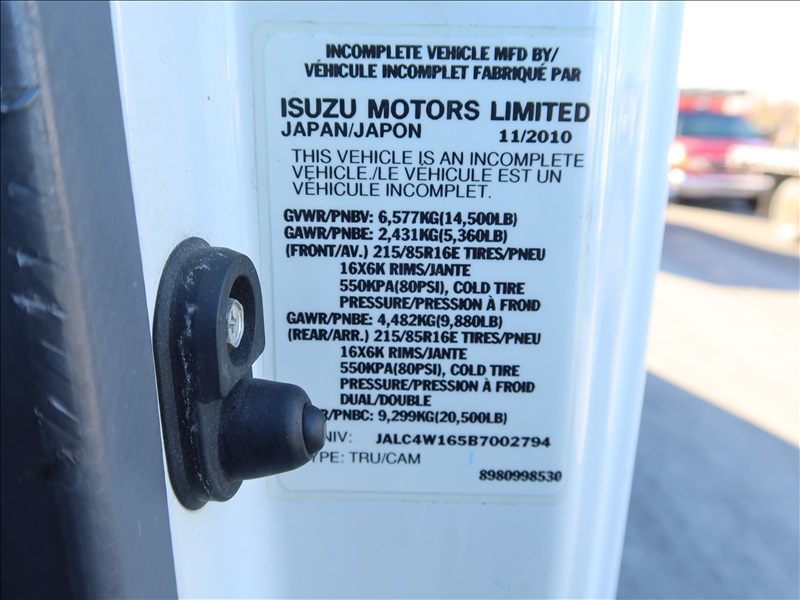 INCOMPLETE VEHICLE MFD BY/
VÉHICULE INCOMPLET FABRIQUÉ PAR
ISUZU MOTORS LIMITED
JAPAN/JAPON 11/2010
THIS VEHICLE IS AN INCOMPLETE
VEHICLE./LE VÉHICULE EST UN
VÉHICULE INCOMPLET.
GVWR/PNBV: 6,577KG(14,500LB)
GAWR/PNBE: 2,431KG(5,360LB)
(FRONT/AV.) 215/85R16E TIRES/PNEU
16X6K RIMS/JANTE
550KPA(80PSI), COLD TIRE
PRESSURE/PRESSION À FROID
GAWR/PNBE: 4,482KG(9,880LB)
(REAR/ARR.) 215/85R16E TIRES/PNEU
16X6K RIMS/JANTE
550KPA(80PSI), COLD TIRE
PRESSURE/PRESSION À FROID
DUAL/DOUBLE
R/PNBC: 9,299KG(20,500LB)
NIV: JALC4W165B7002794
YPE: TRU/CAM
8980998530